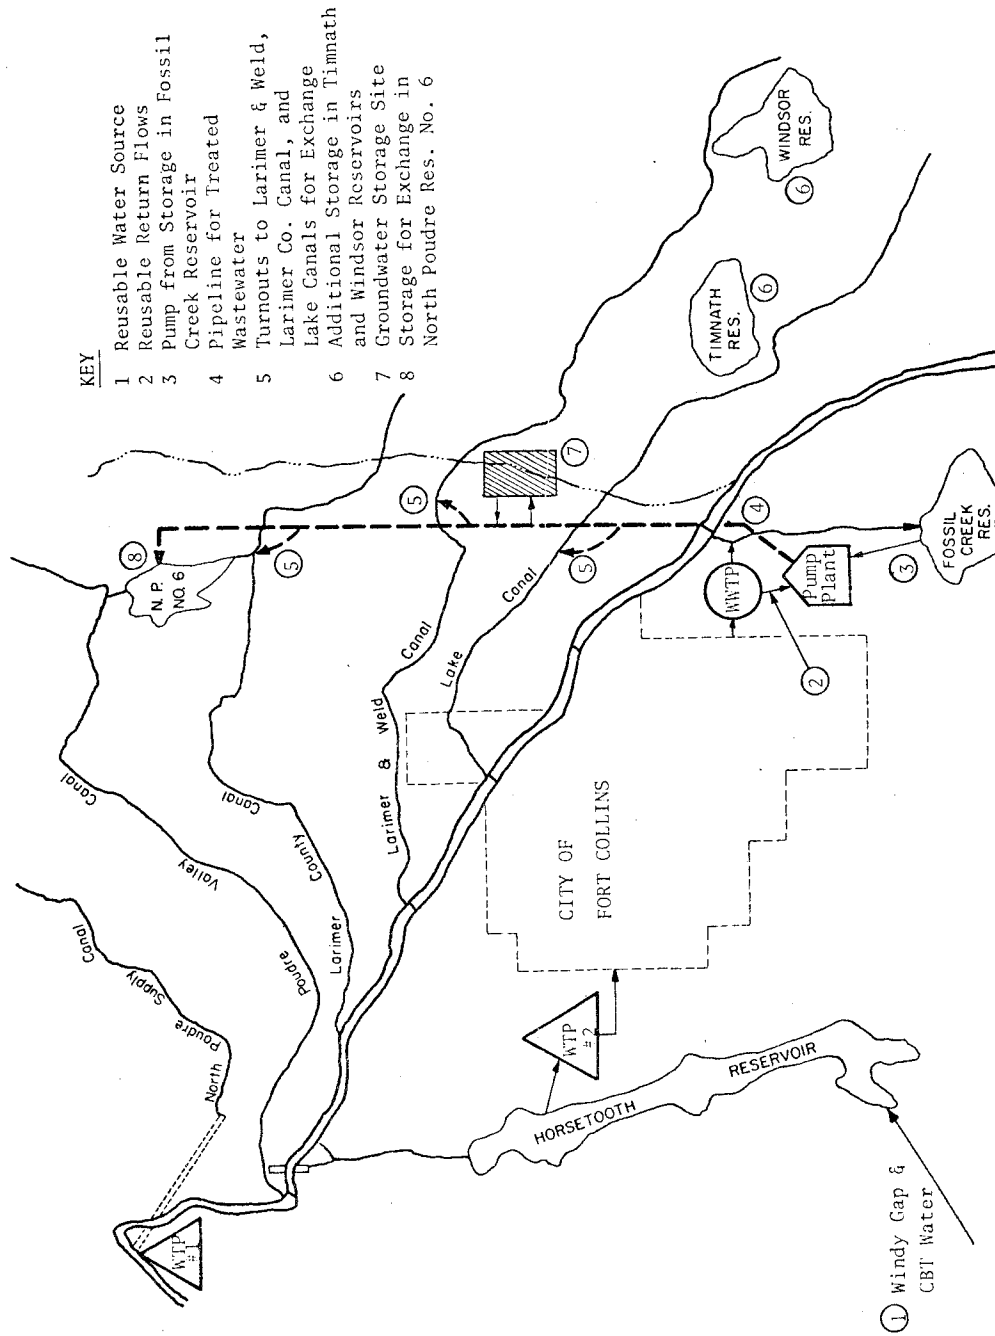 KEY
1 Reusable Water Source
2 Reusable Return Flows
3 Pump from Storage in Fossil
Creek Reservoir
4 Pipeline for Treated
Wastewater
5 Turnouts to Larimer & Weld,
Larimer Co. Canal, and
Lake Canals for Exchange
6 Additional Storage in Timnath
and Windsor Reservoirs
7 Groundwater Storage Site
8 Storage for Exchange in
North Poudre Res. No. 6
WTP
#1
North Poudre Supply Canal
Poudre Valley Canal
Larimer County Canal
Larimer & Weld Canal
Lake Canal
N. P.
NO. 6
8
5
5
5
7
WINDSOR
RES.
6
TIMNATH
RES.
6
4
WWTP
Pump
Plant
3
FOSSIL
CREEK
RES.
2
CITY OF
FORT COLLINS
WTP
#2
HORSETOOTH RESERVOIR
1 Windy Gap &
CBT Water